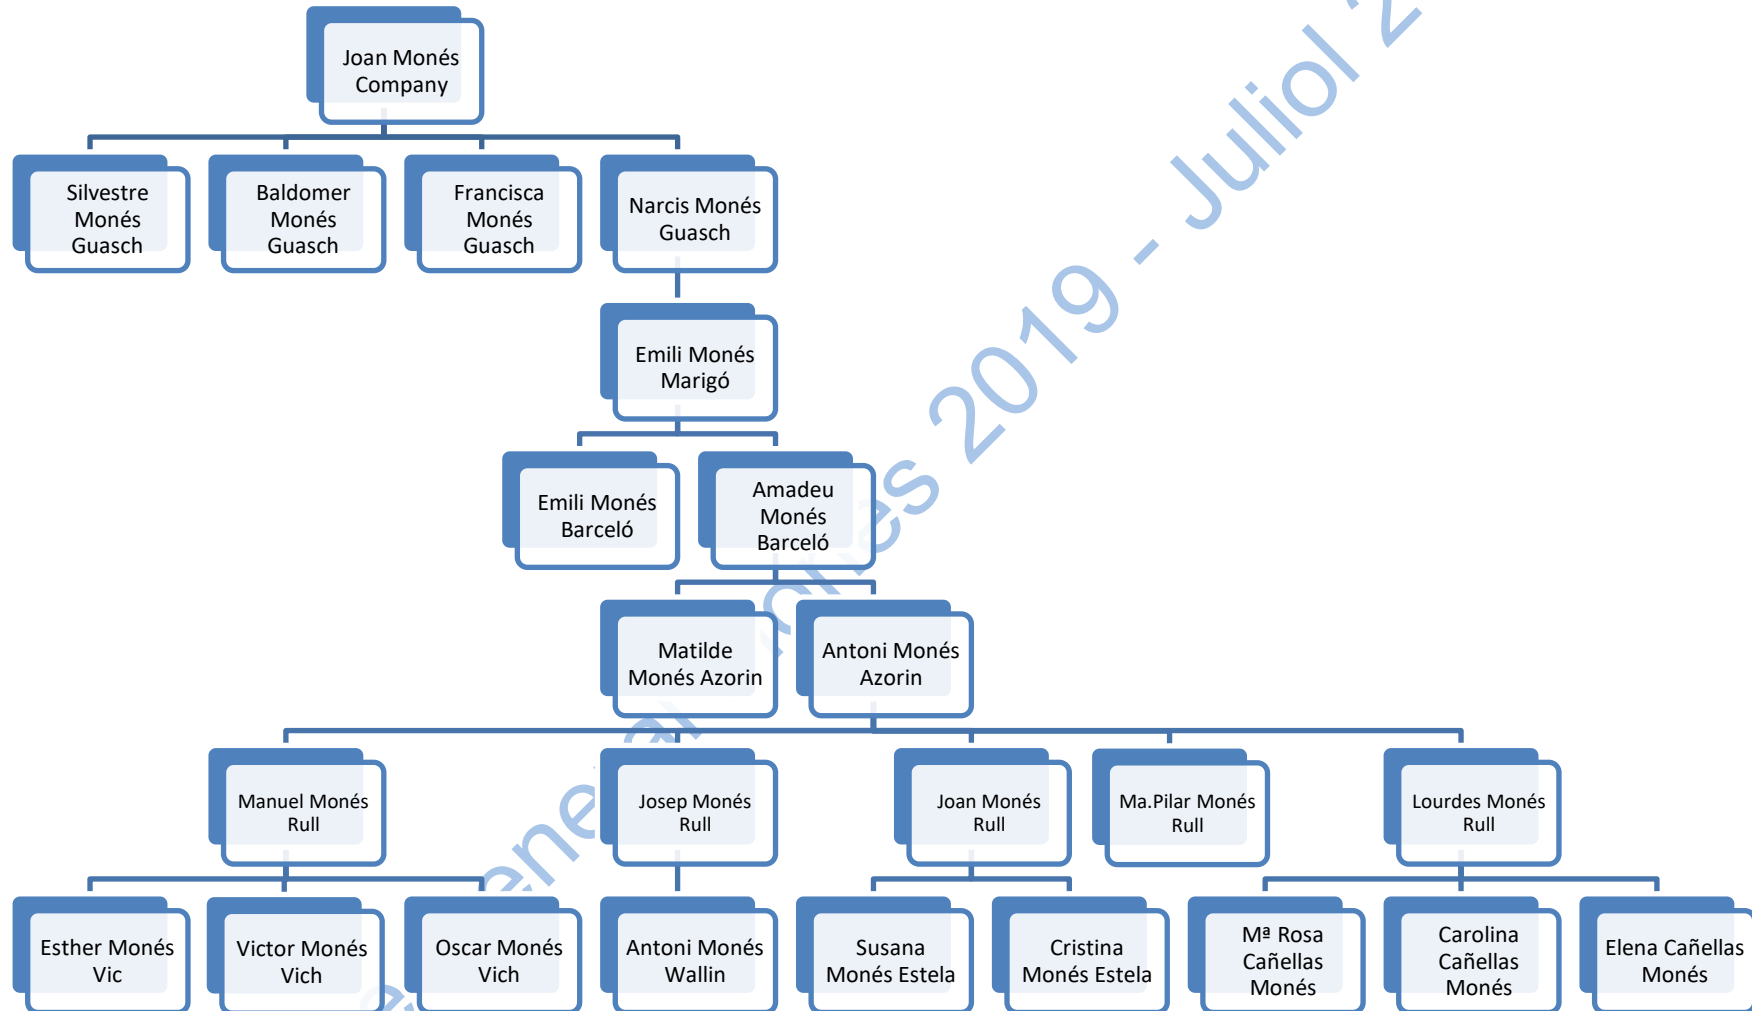 Joan Monés
Company
Silvestre
Monés
Guasch
Baldomer
Monés
Guasch
Francisca
Monés
Guasch
Narcis Monés
Guasch
Emili Monés
Marigó
Emili Monés
Barceló
Amadeu
Monés
Barceló
Matilde
Monés Azorin
Antoni Monés
Azorin
Manuel Monés
Rull
Josep Monés
Rull
Joan Monés
Rull
Ma.Pilar Monés
Rull
Lourdes Monés
Rull
Esther Monés
Vic
Victor Monés
Vich
Oscar Monés
Vich
Antoni Monés
Wallin
Susana
Monés Estela
Cristina
Monés Estela
Mª Rosa
Cañellas
Monés
Carolina
Cañellas
Monés
Elena Cañellas
Monés
2019 - Juliol